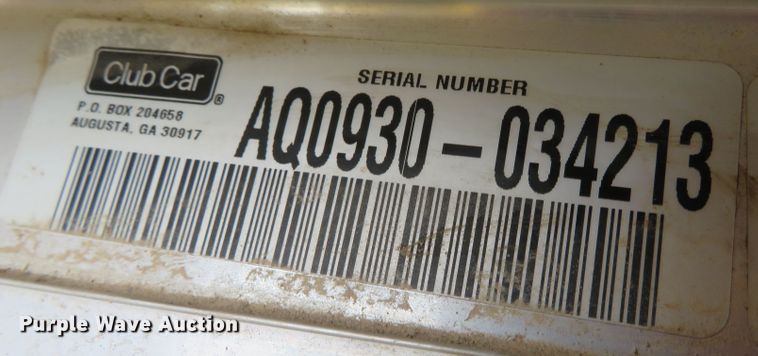 Club Car ®
P.O. BOX 204658
AUGUSTA, GA 30917
SERIAL NUMBER
AQ0930-034213
Purple Wave Auction